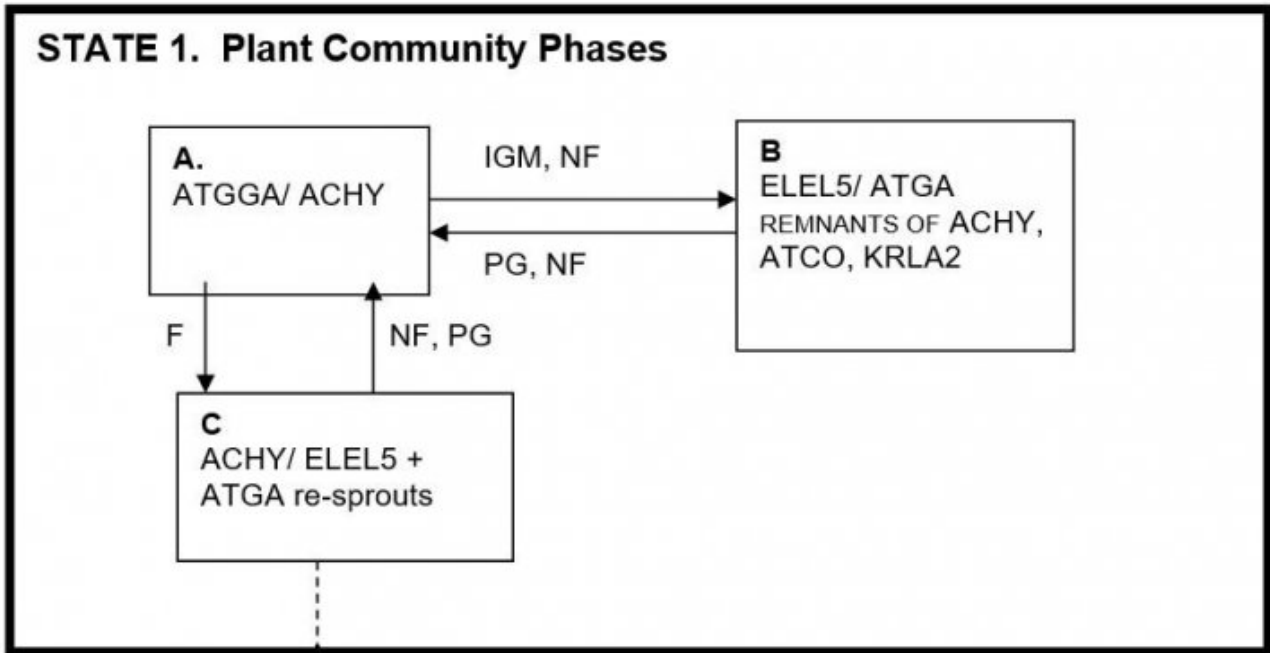 STATE 1. Plant Community Phases
A.
ATGGA/ ACHY
IGM, NF
PG, NF
B
ELEL5/ ATGA
REMNANTS OF ACHY,
ATCO, KRLA2
F
NF, PG
C
ACHY/ ELEL5 +
ATGA re-sprouts